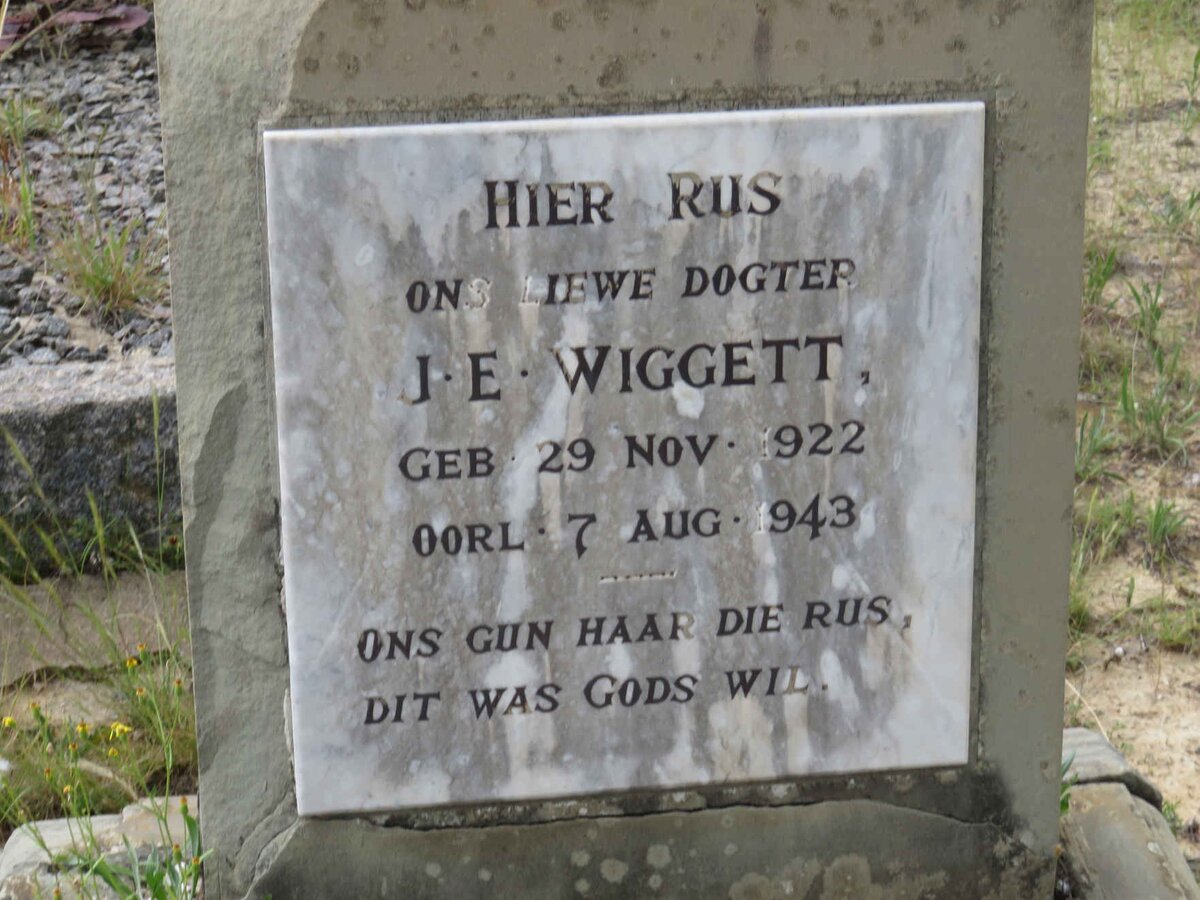 HIER RUS
ONS LIEWE DOGTER
J. E. WIGGETT,
GEB. 29 NOV. 1922
OORL. 7 AUG. 1943
ONS GUN HAAR DIE RUS,
DIT WAS GODS WIL.